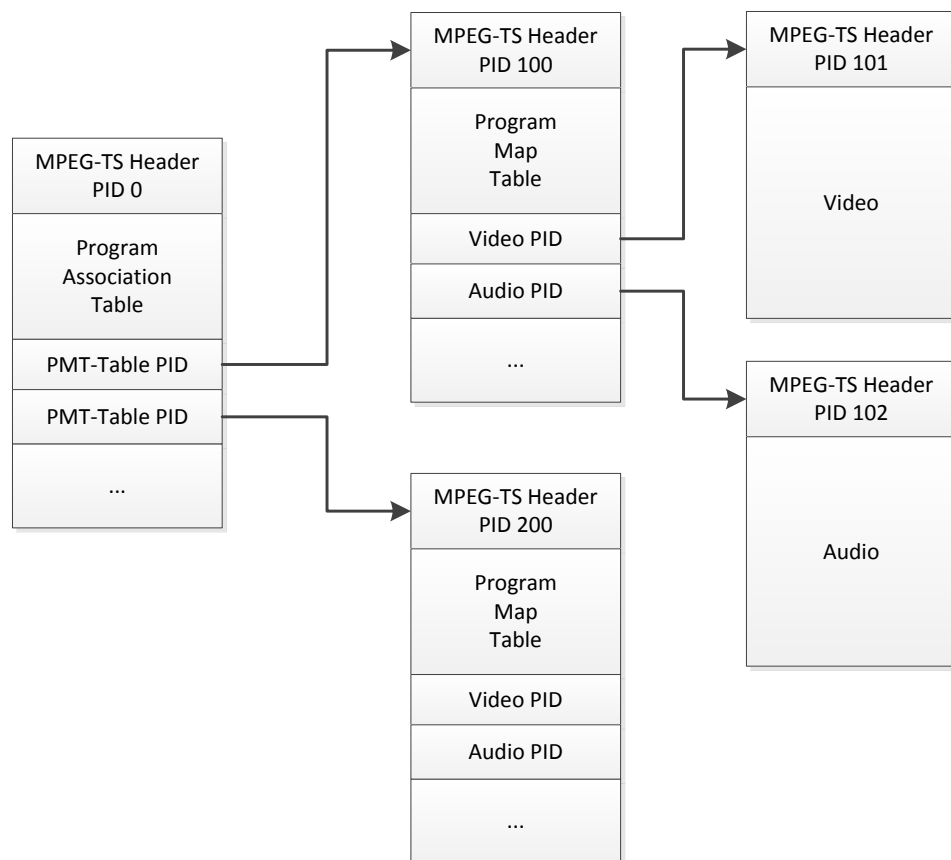 MPEG-TS Header
PID 0
Program
Association
Table
PMT-Table PID
PMT-Table PID
...
MPEG-TS Header
PID 100
Program
Map
Table
Video PID
Audio PID
...
MPEG-TS Header
PID 200
Program
Map
Table
Video PID
Audio PID
...
MPEG-TS Header
PID 101
Video
MPEG-TS Header
PID 102
Audio